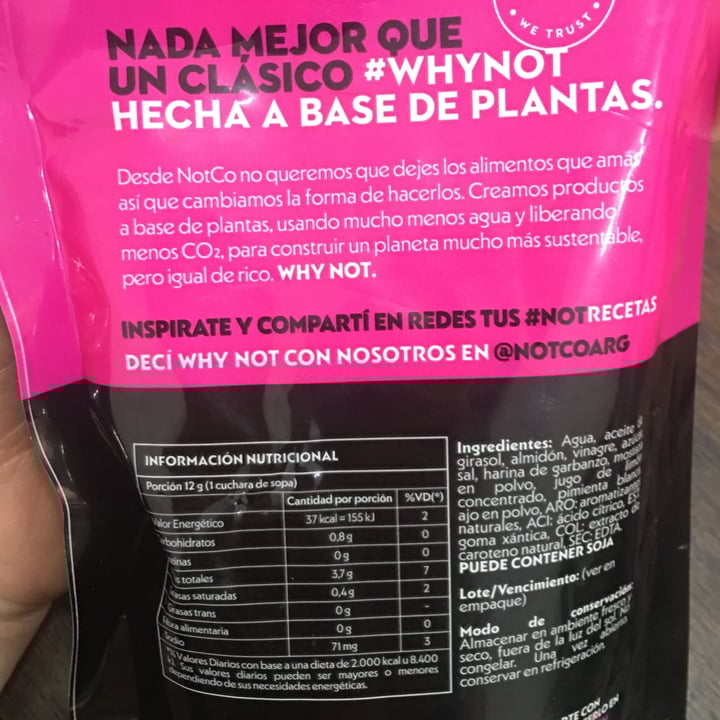 WE TRUST
NADA MEJOR QUE
UN CLÁSICO #WHYNOT
HECHA A BASE DE PLANTAS.
Desde NotCo no queremos que dejes los alimentos que amás
así que cambiamos la forma de hacerlos. Creamos productos
a base de plantas, usando mucho menos agua y liberando
menos CO₂, para construir un planeta mucho más sustentable,
pero igual de rico. WHY NOT.
INSPIRATE Y COMPARTÍ EN REDES TUS #NOTRECETAS
DECÍ WHY NOT CON NOSOTROS EN @NOTCOARG
INFORMACIÓN NUTRICIONAL
Porción 12 g (1 cuchara de sopa)
Cantidad por porción %VD(*)
Valor Energético 37 kcal = 155 kJ 2
rbohidratos 0,8 g 0
einas 0 g 0
s totales 3,7 g 7
asas saturadas 0,4 g 2
Grasas trans 0 g -
Fibra alimentaria 0 g 0
Sodio 71 mg 3
Valores Diarios con base a una dieta de 2.000 kcal u 8.400
kJ. Sus valores diarios pueden ser mayores o menores
dependiendo de sus necesidades energéticas.
Ingredientes: Agua, aceite de
girasol, almidón, vinagre, azúcar,
sal, harina de garbanzo, mostaza
en polvo, jugo de limón
concentrado, pimienta blanca,
ajo en polvo, ARO: aromatizantes
naturales, ACI: ácido cítrico, EST:
goma xántica, COL: extracto de
caroteno natural, SEC: EDTA.
PUEDE CONTENER SOJA
Lote/Vencimiento: (ver en
empaque)
Modo de conservación:
Almacenar en ambiente fresco y
seco, fuera de la luz del sol. No
congelar. Una vez abierto
conservar en refrigeración.
RTE CON
LO EN